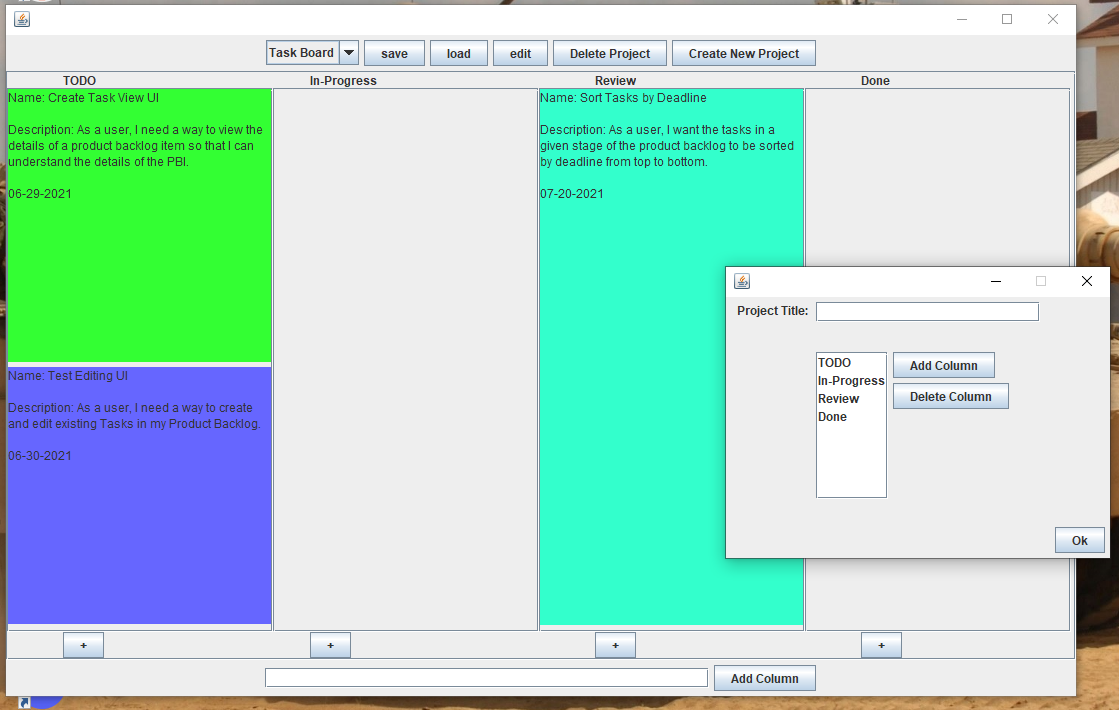 Task Board save load edit Delete Project Create New Project
TODO In-Progress Review Done
Name: Create Task View UI
Description: As a user, I need a way to view the
details of a product backlog item so that I can
understand the details of the PBI.
06-29-2021
Name: Test Editing UI
Description: As a user, I need a way to create
and edit existing Tasks in my Product Backlog.
06-30-2021
Name: Sort Tasks by Deadline
Description: As a user, I want the tasks in a
given stage of the product backlog to be sorted
by deadline from top to bottom.
07-20-2021
Project Title:
TODO
In-Progress
Review
Done
Add Column
Delete Column
Ok
+ + + +
Add Column